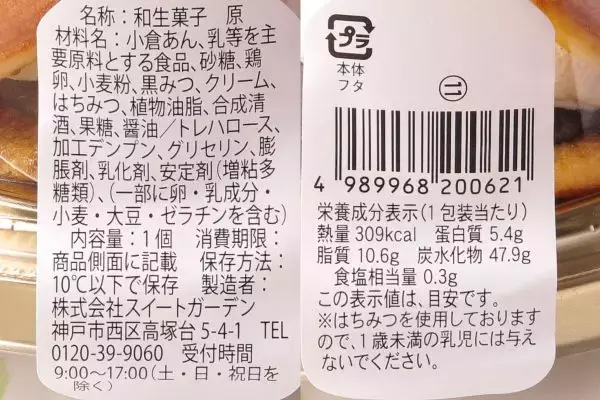 名称：和生菓子　原
材料名：小倉あん、乳等を主
要原料とする食品、砂糖、鶏
卵、小麦粉、黒みつ、クリーム、
はちみつ、植物油脂、合成清
酒、果糖、醤油／トレハロース、
加工デンプン、グリセリン、膨
脹剤、乳化剤、安定剤（増粘多
糖類）、（一部に卵・乳成分・
小麦・大豆・ゼラチンを含む）
内容量：1個　消費期限：
商品側面に記載　保存方法：
10℃以下で保存　製造者：
株式会社スイートガーデン
神戸市西区高塚台5-4-1　TEL
0120-39-9060　受付時間
9:00～17:00（土・日・祝日を
除く）
プラ
本体
フタ
11
4 989968 200621
栄養成分表示（1包装当たり）
熱量 309kcal　蛋白質 5.4g
脂質 10.6g　炭水化物 47.9g
食塩相当量 0.3g
この表示値は、目安です。
※はちみつを使用しております
ので、1歳未満の乳児には与え
ないでください。